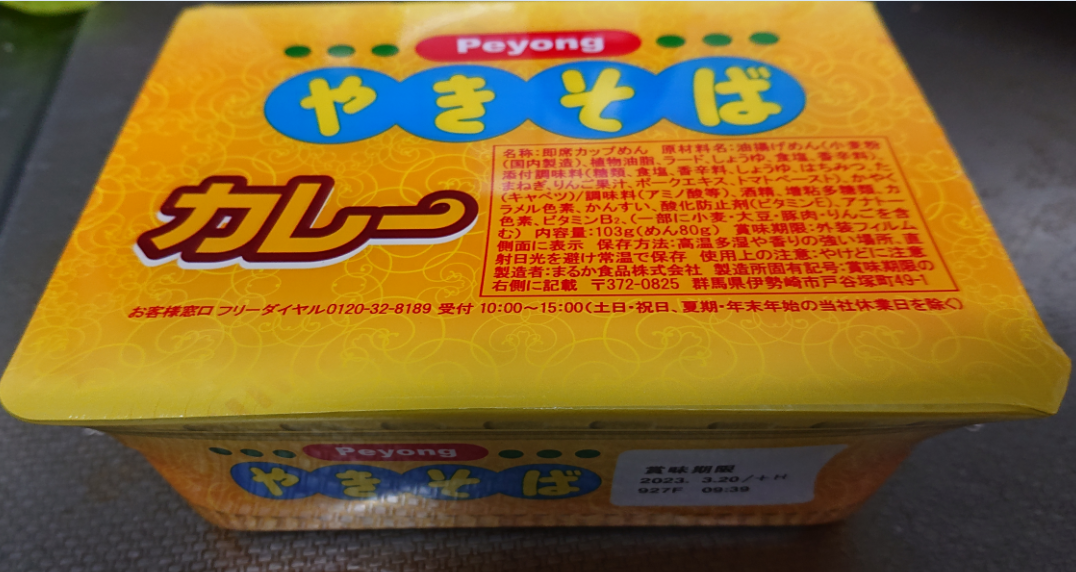 Peyong
やきそば
カレー
名称:即席カップめん 原材料名:油揚げめん(小麦粉
(国内製造)、植物油脂、ラード、しょうゆ、食塩、香辛料)、
添付調味料(糖類、食塩、香辛料、しょうゆ、はちみつ、た
まねぎ、りんご果汁、ポークエキス、トマトペースト)、かやく
(キャベツ)/調味料(アミノ酸等)、酒精、増粘多糖類、カ
ラメル色素、かんすい、酸化防止剤(ビタミンE)、アナトー
色素、ビタミンB₂、(一部に小麦・大豆・豚肉・りんごを含
む) 内容量:103g(めん80g) 賞味期限:外装フィルム
側面に表示 保存方法:高温多湿や香りの強い場所、直
射日光を避け常温で保存 使用上の注意:やけどに注意
製造者:まるか食品株式会社 製造所固有記号:賞味期限の
右側に記載 〒372-0825 群馬県伊勢崎市戸谷塚町49-1
お客様窓口 フリーダイヤル0120-32-8189 受付 10:00〜15:00(土日・祝日、夏期・年末年始の当社休業日を除く)
Peyong
やきそば
賞味期限
2023. 3.20/+H
927F 09:39